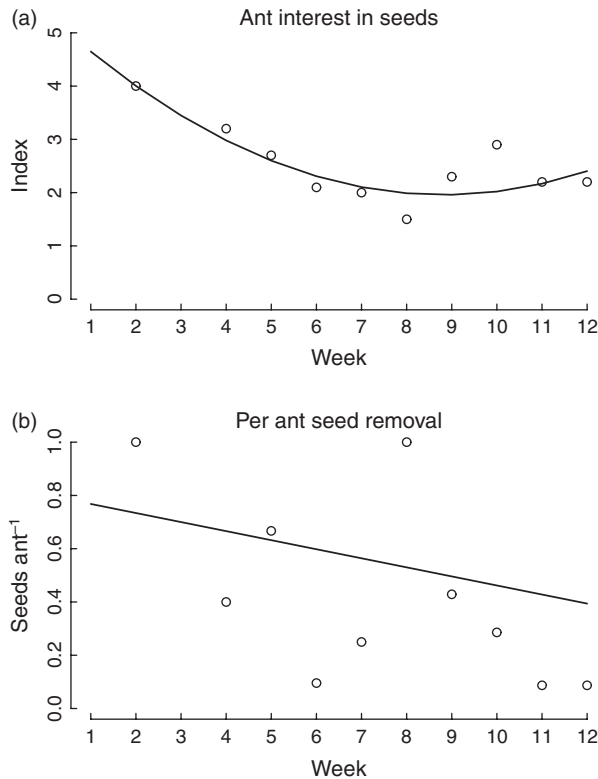 (a) Ant interest in seeds
5
4
3
2
1
0
Index
1 2 3 4 5 6 7 8 9 10 11 12
Week
(b) Per ant seed removal
1.0
0.8
0.6
0.4
0.2
0.0
Seeds ant⁻¹
1 2 3 4 5 6 7 8 9 10 11 12
Week